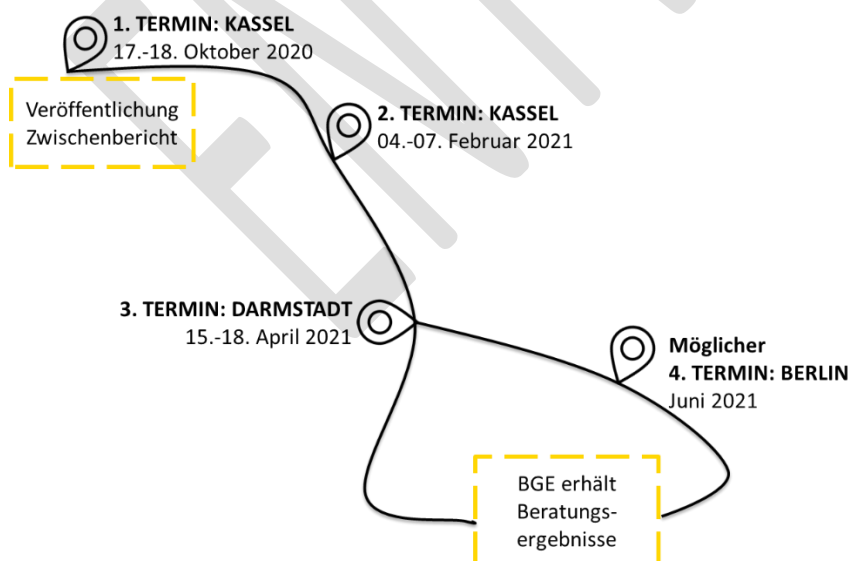 1. TERMIN: KASSEL
17.-18. Oktober 2020
Veröffentlichung
Zwischenbericht
2. TERMIN: KASSEL
04.-07. Februar 2021
3. TERMIN: DARMSTADT
15.-18. April 2021
Möglicher
4. TERMIN: BERLIN
Juni 2021
BGE erhält
Beratungs-
ergebnisse